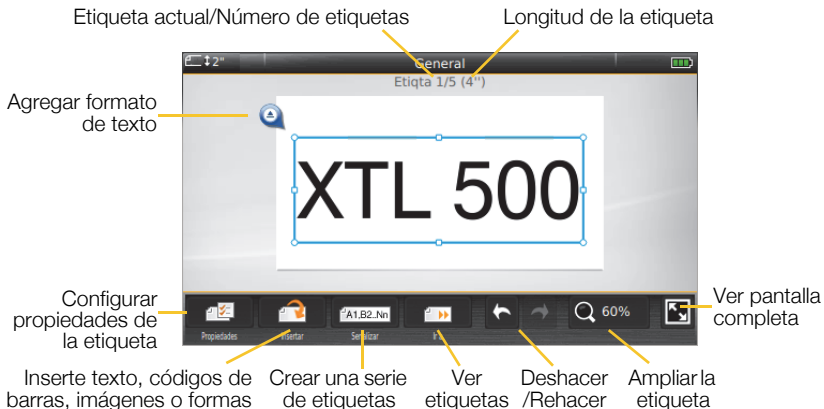 Etiqueta actual/Número de etiquetas
Longitud de la etiqueta
2"
General
Etiqta 1/5 (4")
Agregar formato
de texto
XTL 500
Configurar
propiedades de
la etiqueta
A1,B2..Nn
60%
Ver pantalla
completa
Propiedades
Insertar
Serializar
Inserte texto, códigos de
barras, imágenes o formas
Crear una serie
de etiquetas
Ver
etiquetas
Deshacer
/Rehacer
Ampliar la
etiqueta